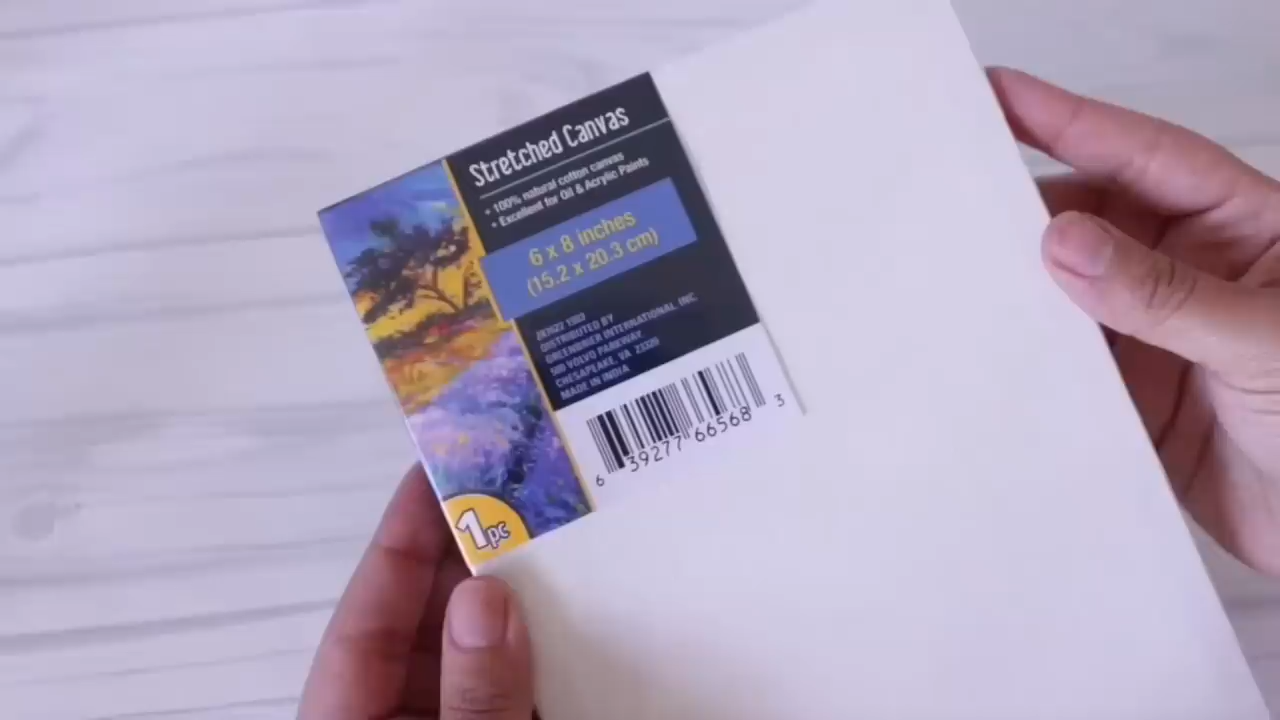 Stretched Canvas
• 100% natural cotton canvas
• Excellent for Oil & Acrylic Paints
6 x 8 inches
(15.2 x 20.3 cm)
DISTRIBUTED BY
GREENBRIER INTERNATIONAL, INC.
500 VOLVO PARKWAY,
CHESAPEAKE, VA 23320
MADE IN INDIA
6 39277 66568 3
1pc